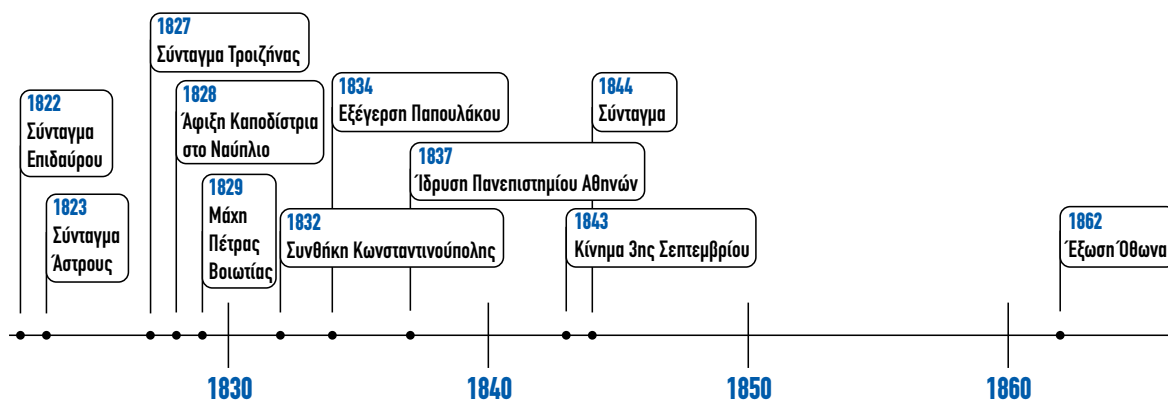 1822
Σύνταγμα
Επιδαύρου
1823
Σύνταγμα
Άστρους
1827
Σύνταγμα Τροιζήνας
1828
Άφιξη Καποδίστρια
στο Ναύπλιο
1829
Μάχη
Πέτρας
Βοιωτίας
1832
Συνθήκη Κωνσταντινούπολης
1834
Εξέγερση Παπουλάκου
1837
Ίδρυση Πανεπιστημίου Αθηνών
1843
Κίνημα 3ης Σεπτεμβρίου
1844
Σύνταγμα
1862
Έξωση Όθωνα
1830
1840
1850
1860